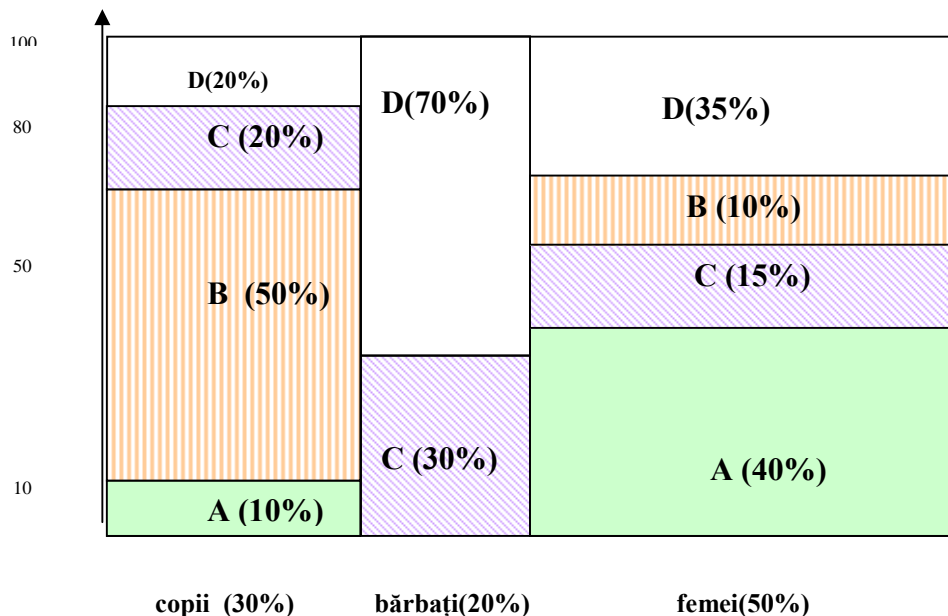 100
D(20%)
D(70%)
D(35%)
80
C (20%)
B (10%)
50
C (15%)
B (50%)
C (30%)
A (40%)
10
A (10%)
copii (30%)
bărbați(20%)
femei(50%)